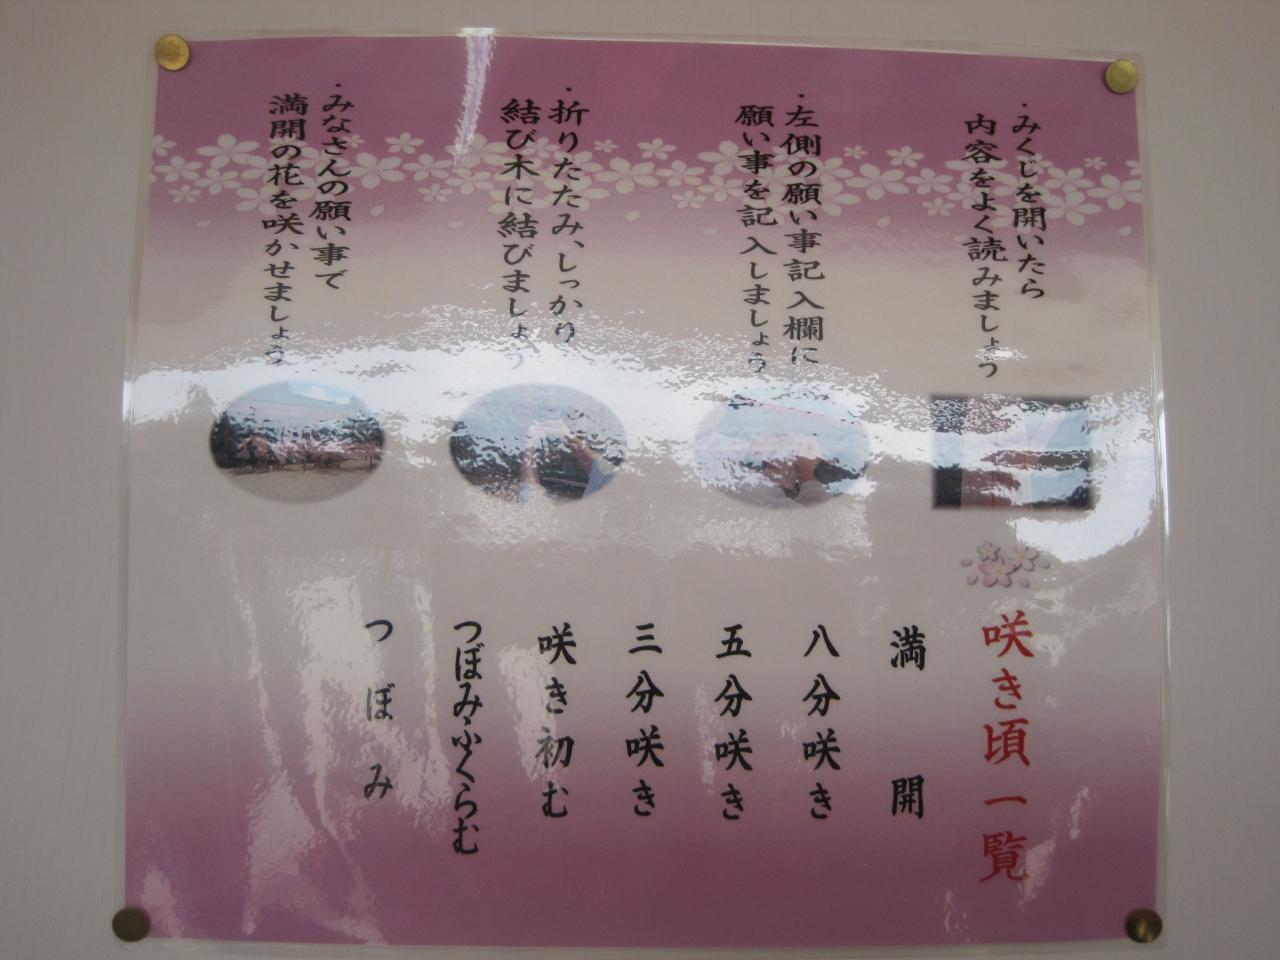 ・みくじを開いたら
内容をよく読みましょう
・左側の願い事記入欄に
願い事を記入しましょう
・折りたたみ、しっかり
結び木に結びましょう
・みなさんの願い事で
満開の花を咲かせましょう
咲き頃一覧
満開
八分咲き
五分咲き
三分咲き
咲き初む
つぼみふくらむ
つぼみ